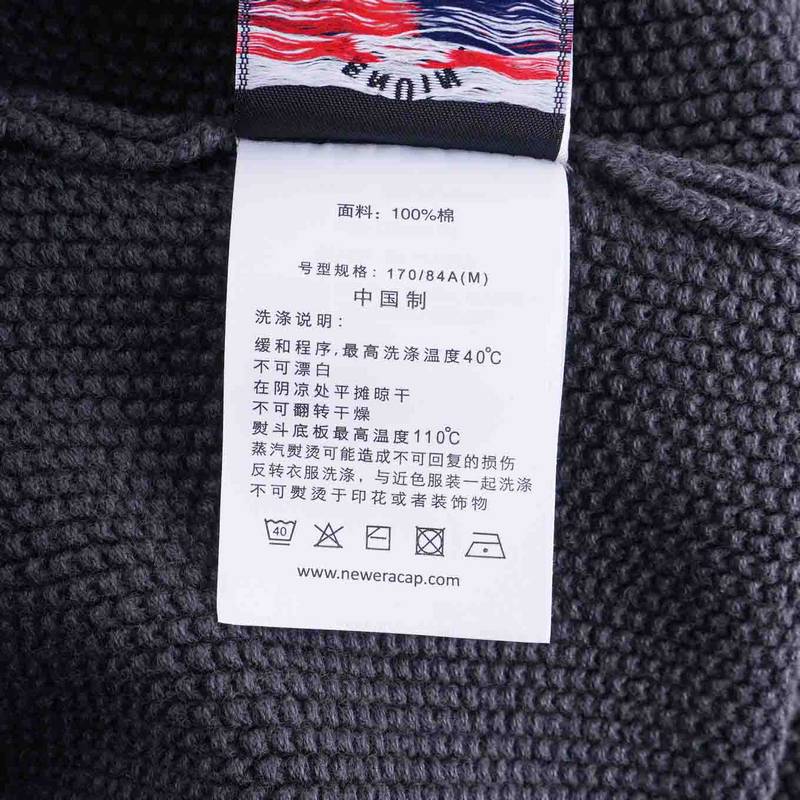 面料：100%棉
号型规格：170/84A(M)
中国制
洗涤说明：
缓和程序,最高洗涤温度40℃
不可漂白
在阴凉处平摊晾干
不可翻转干燥
熨斗底板最高温度110℃
蒸汽熨烫可能造成不可回复的损伤
反转衣服洗涤，与近色服装一起洗涤
不可熨烫于印花或者装饰物
40
www.neweracap.com